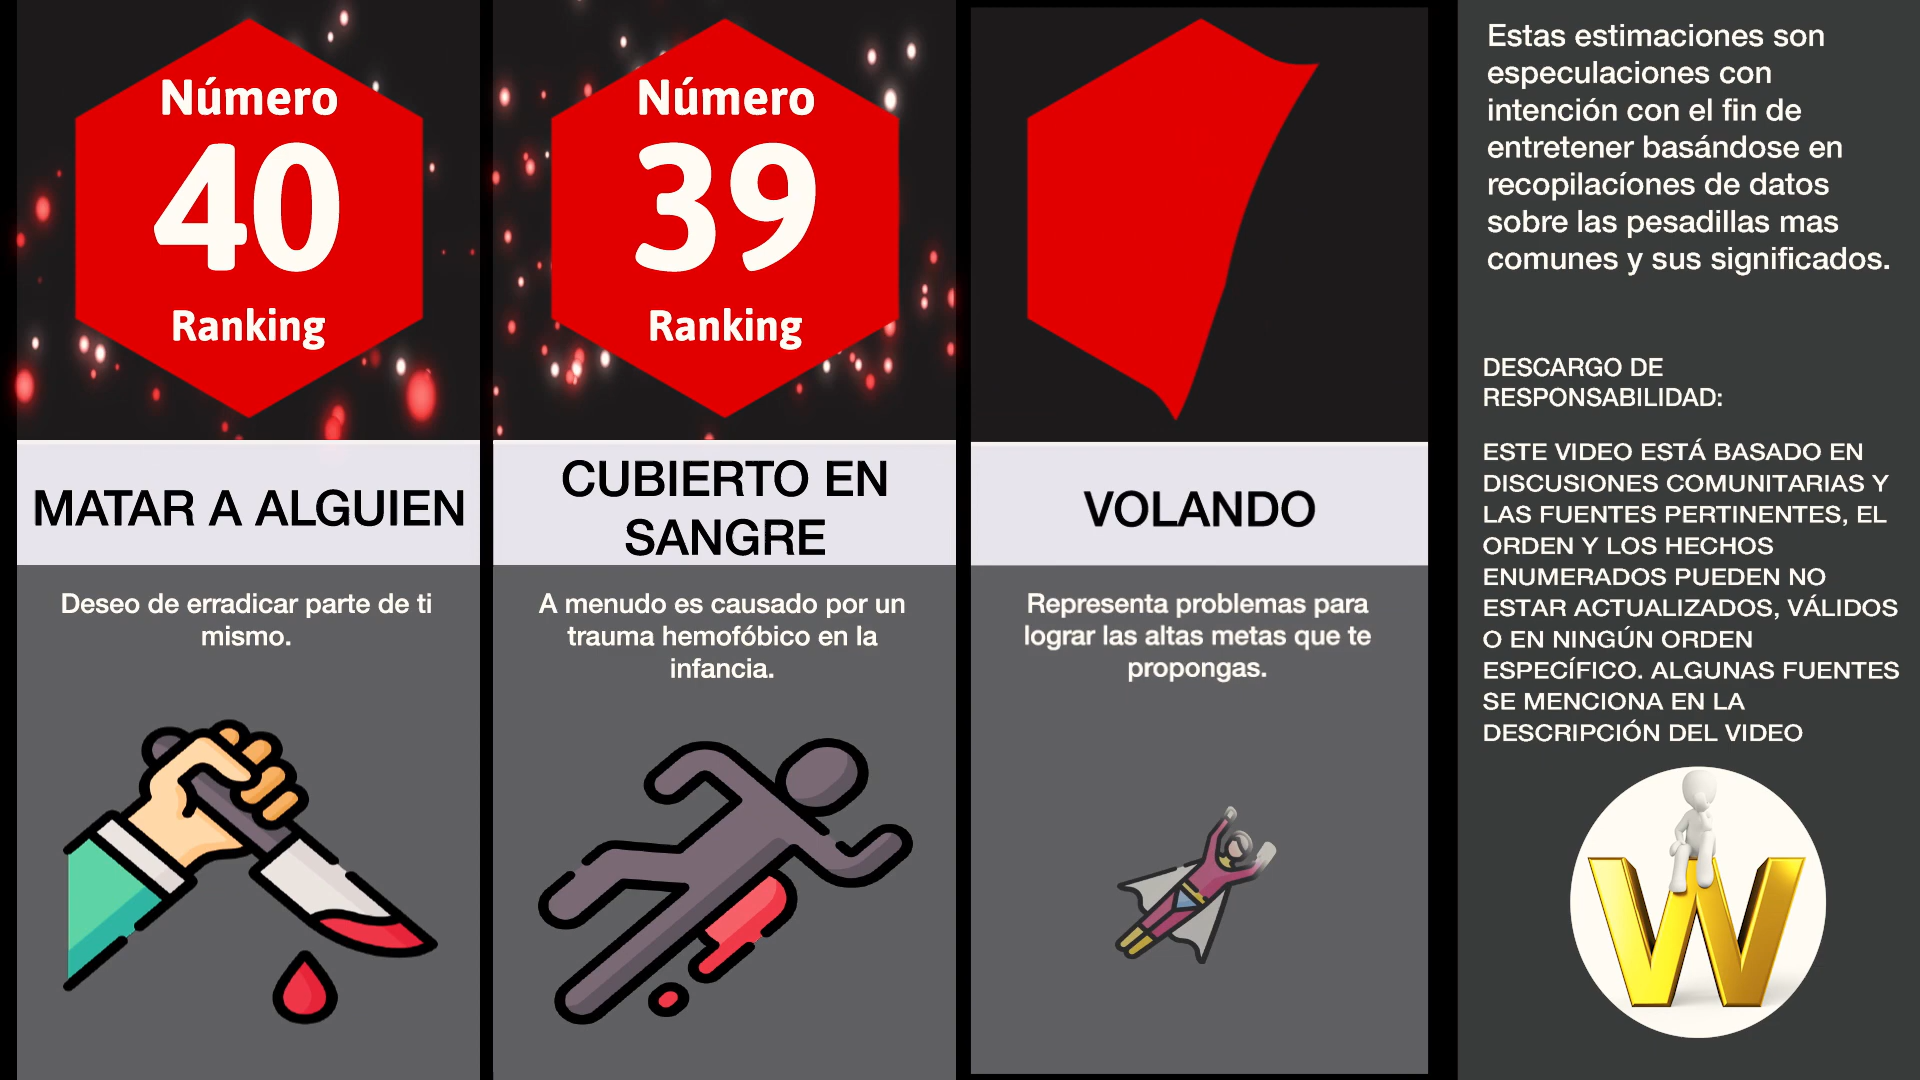 Número
40
Ranking
MATAR A ALGUIEN
Deseo de erradicar parte de ti
mismo.
Número
39
Ranking
CUBIERTO EN
SANGRE
A menudo es causado por un
trauma hemofóbico en la
infancia.
VOLANDO
Representa problemas para
lograr las altas metas que te
propongas.
Estas estimaciones son
especulaciones con
intención con el fin de
entretener basándose en
recopilacíones de datos
sobre las pesadillas mas
comunes y sus significados.
DESCARGO DE
RESPONSABILIDAD:
ESTE VIDEO ESTÁ BASADO EN
DISCUSIONES COMUNITARIAS Y
LAS FUENTES PERTINENTES, EL
ORDEN Y LOS HECHOS
ENUMERADOS PUEDEN NO
ESTAR ACTUALIZADOS, VÁLIDOS
O EN NINGÚN ORDEN
ESPECÍFICO. ALGUNAS FUENTES
SE MENCIONA EN LA
DESCRIPCIÓN DEL VIDEO
W